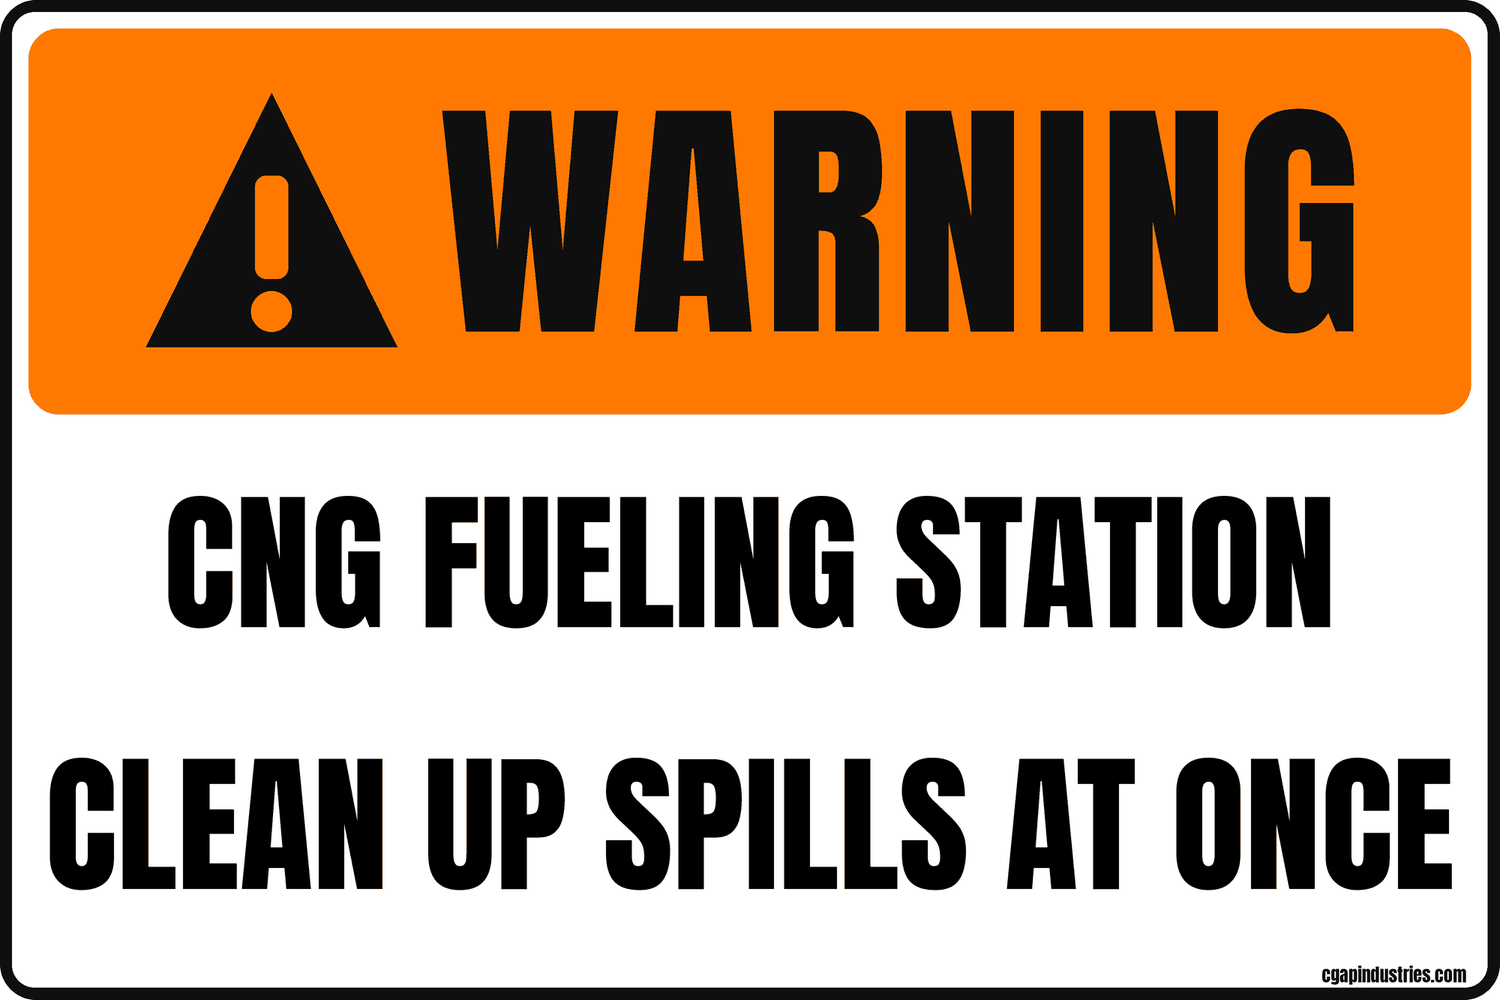 WARNING
CNG FUELING STATION
CLEAN UP SPILLS AT ONCE
cgapindustries.com